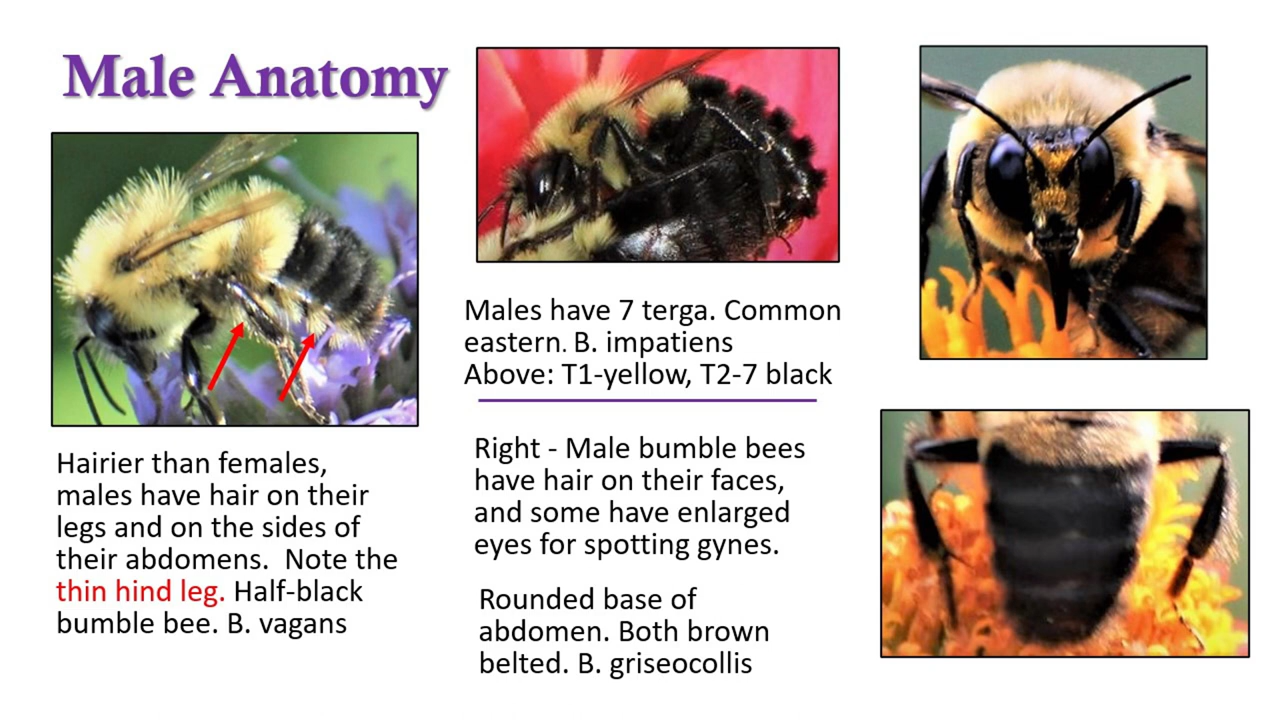 Male Anatomy
Hairier than females,
males have hair on their
legs and on the sides of
their abdomens.  Note the
thin hind leg. Half-black
bumble bee. B. vagans
Males have 7 terga. Common
eastern. B. impatiens
Above: T1-yellow, T2-7 black
Right - Male bumble bees
have hair on their faces,
and some have enlarged
eyes for spotting gynes.
Rounded base of
abdomen. Both brown
belted. B. griseocollis